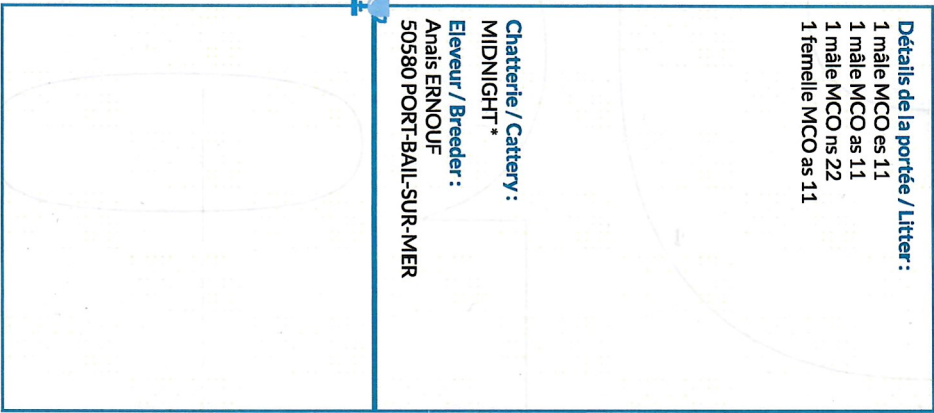 Détails de la portée / Litter :
1 mâle MCO es 11
1 mâle MCO as 11
1 mâle MCO ns 22
1 femelle MCO as 11
Chatterie / Cattery :
MIDNIGHT*
Eleveur / Breeder :
Anais ERNOUF
50580 PORT-BAIL-SUR-MER